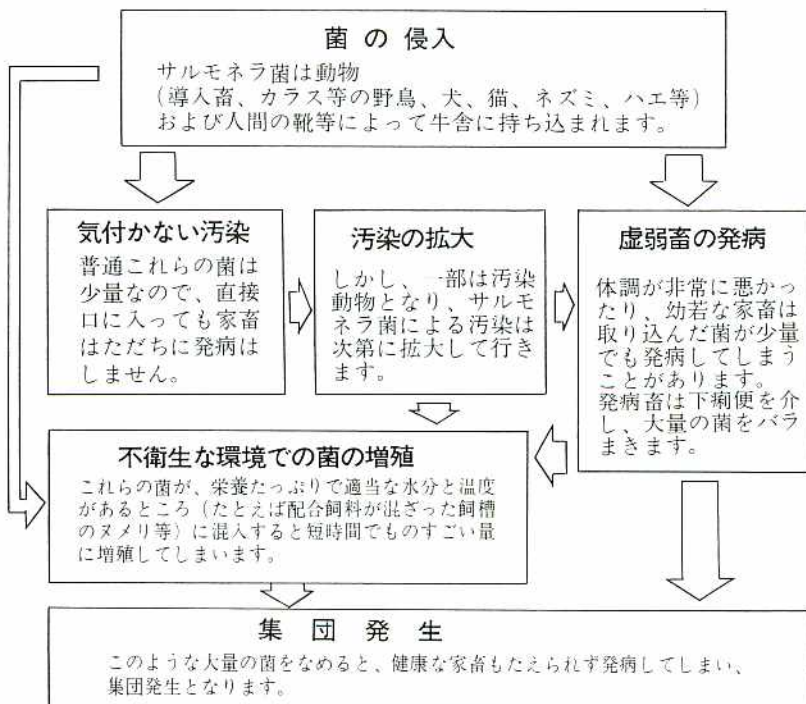 菌の侵入
サルモネラ菌は動物
(導入畜、カラス等の野鳥、犬、猫、ネズミ、ハエ等)
および人間の靴等によって牛舎に持ち込まれます。
気付かない汚染
普通これらの菌は
少量なので、直接
口に入っても家畜
はただちに発病は
しません。
汚染の拡大
しかし、一部は汚染
動物となり、サルモ
ネラ菌による汚染は
次第に拡大して行き
ます。
虚弱畜の発病
体調が非常に悪かっ
たり、幼若な家畜は
取り込んだ菌が少量
でも発病してしまう
ことがあります。
発病畜は下痢便を介
し、大量の菌をバラ
まきます。
不衛生な環境での菌の増殖
これらの菌が、栄養たっぷりで適当な水分と温度
があるところ(たとえば配合飼料が混ざった飼槽
のヌメリ等)に混入すると短時間でものすごい量
に増殖してしまいます。
集団発生
このような大量の菌をなめると、健康な家畜もたえられず発病してしまい、
集団発生となります。